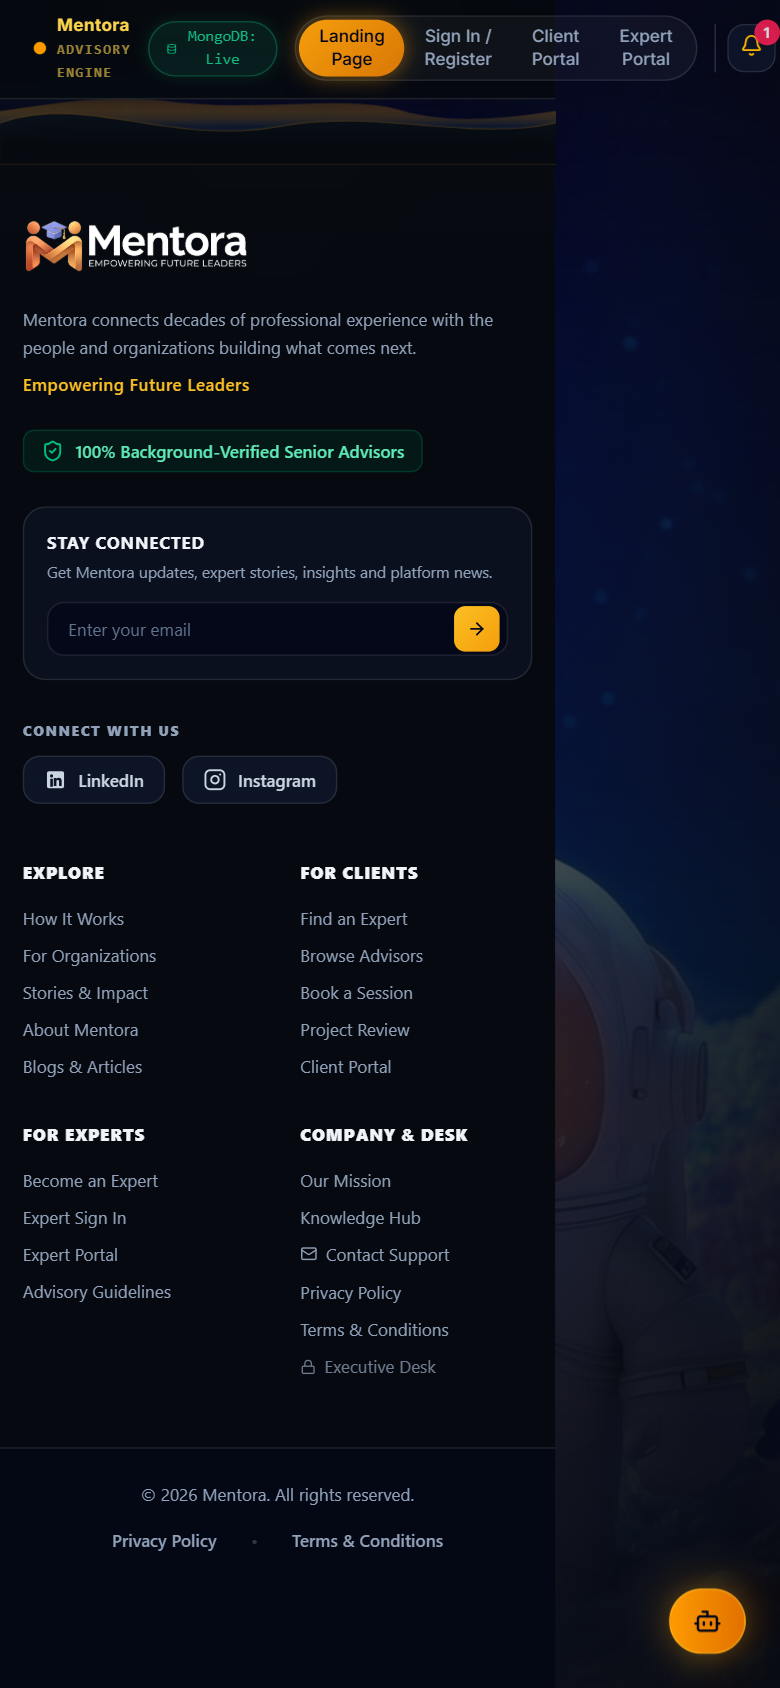 Mentora
ADVISORY
ENGINE
MongoDB:
Live
Landing
Page
Sign In /
Register
Client
Portal
Expert
Portal
1
Mentora
EMPOWERING FUTURE LEADERS
Mentora connects decades of professional experience with the
people and organizations building what comes next.
Empowering Future Leaders
100% Background-Verified Senior Advisors
STAY CONNECTED
Get Mentora updates, expert stories, insights and platform news.
Enter your email
CONNECT WITH US
LinkedIn
Instagram
EXPLORE
How It Works
For Organizations
Stories & Impact
About Mentora
Blogs & Articles
FOR CLIENTS
Find an Expert
Browse Advisors
Book a Session
Project Review
Client Portal
FOR EXPERTS
Become an Expert
Expert Sign In
Expert Portal
Advisory Guidelines
COMPANY & DESK
Our Mission
Knowledge Hub
Contact Support
Privacy Policy
Terms & Conditions
Executive Desk
© 2026 Mentora. All rights reserved.
Privacy Policy • Terms & Conditions